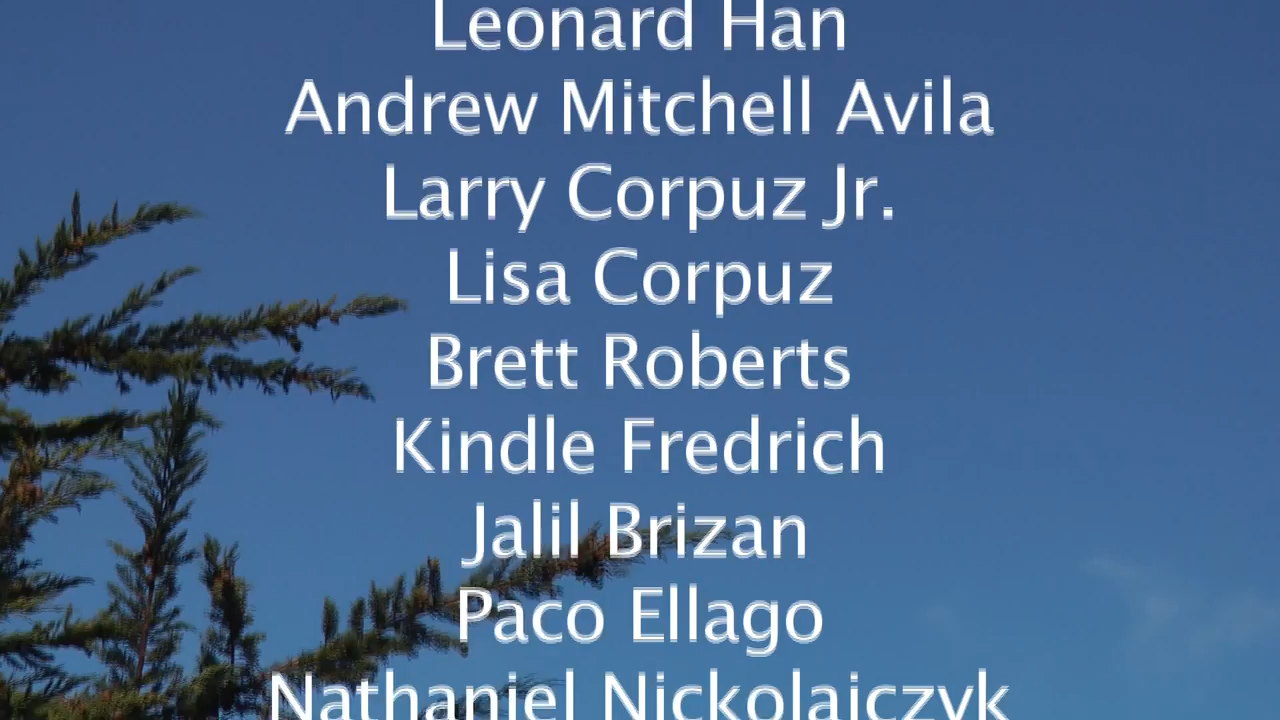 Leonard Han
Andrew Mitchell Avila
Larry Corpuz Jr.
Lisa Corpuz
Brett Roberts
Kindle Fredrich
Jalil Brizan
Paco Ellago
Nathaniel Nickolajczyk